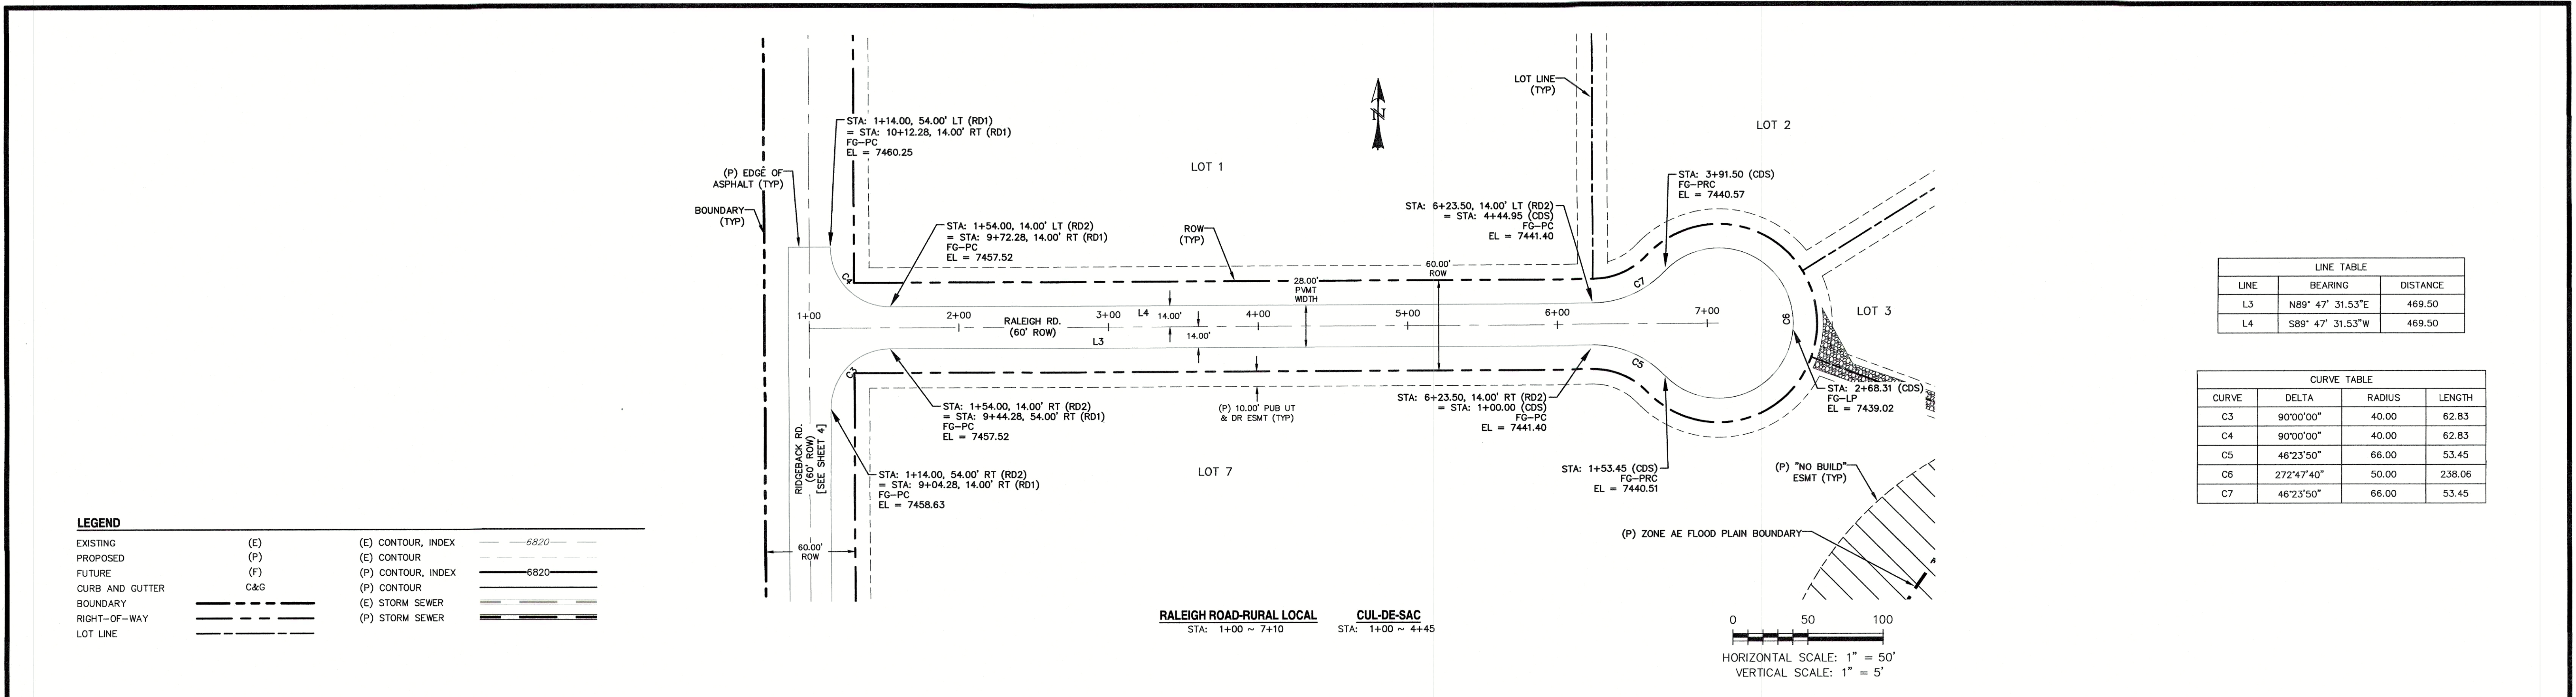 STA: 1+14.00, 54.00' LT (RD1)
= STA: 10+12.28, 14.00' RT (RD1)
FG-PC
EL = 7460.25
(P) EDGE OF
ASPHALT (TYP)
BOUNDARY
(TYP)
STA: 1+54.00, 14.00' LT (RD2)
= STA: 9+72.28, 14.00' RT (RD1)
FG-PC
EL = 7457.52
LOT 1
ROW
(TYP)
N
LOT LINE
(TYP)
LOT 2
STA: 6+23.50, 14.00' LT (RD2)
= STA: 4+44.95 (CDS)
FG-PC
EL = 7441.40
STA: 3+91.50 (CDS)
FG-PRC
EL = 7440.57
C4
60.00'
ROW
28.00'
PVMT
WIDTH
C7
1+00
2+00
3+00
4+00
5+00
6+00
7+00
RALEIGH RD.
(60' ROW)
L4
14.00'
L3
14.00'
C6
LOT 3
C3
C5
STA: 1+54.00, 14.00' RT (RD2)
= STA: 9+44.28, 54.00' RT (RD1)
FG-PC
EL = 7457.52
(P) 10.00' PUB UT
& DR ESMT (TYP)
STA: 6+23.50, 14.00' RT (RD2)
= STA: 1+00.00 (CDS)
FG-PC
EL = 7441.40
STA: 2+68.31 (CDS)
FG-LP
EL = 7439.02
RIDGEBACK RD.
(60' ROW)
[SEE SHEET 4]
STA: 1+14.00, 54.00' RT (RD2)
= STA: 9+04.28, 14.00' RT (RD1)
FG-PC
EL = 7458.63
LOT 7
STA: 1+53.45 (CDS)
FG-PRC
EL = 7440.51
(P) "NO BUILD"
ESMT (TYP)
(P) ZONE AE FLOOD PLAIN BOUNDARY
60.00'
ROW
LINE TABLE
LINE BEARING DISTANCE
L3 N89° 47' 31.53"E 469.50
L4 S89° 47' 31.53"W 469.50
CURVE TABLE
CURVE DELTA RADIUS LENGTH
C3 90°00'00" 40.00 62.83
C4 90°00'00" 40.00 62.83
C5 46°23'50" 66.00 53.45
C6 272°47'40" 50.00 238.06
C7 46°23'50" 66.00 53.45
LEGEND
EXISTING (E) (E) CONTOUR, INDEX 6820
PROPOSED (P) (E) CONTOUR
FUTURE (F) (P) CONTOUR, INDEX 6820
CURB AND GUTTER C&G (P) CONTOUR
BOUNDARY (E) STORM SEWER
RIGHT-OF-WAY (P) STORM SEWER
LOT LINE
RALEIGH ROAD-RURAL LOCAL
STA: 1+00 ~ 7+10
CUL-DE-SAC
STA: 1+00 ~ 4+45
0 50 100
HORIZONTAL SCALE: 1" = 50'
VERTICAL SCALE: 1" = 5'